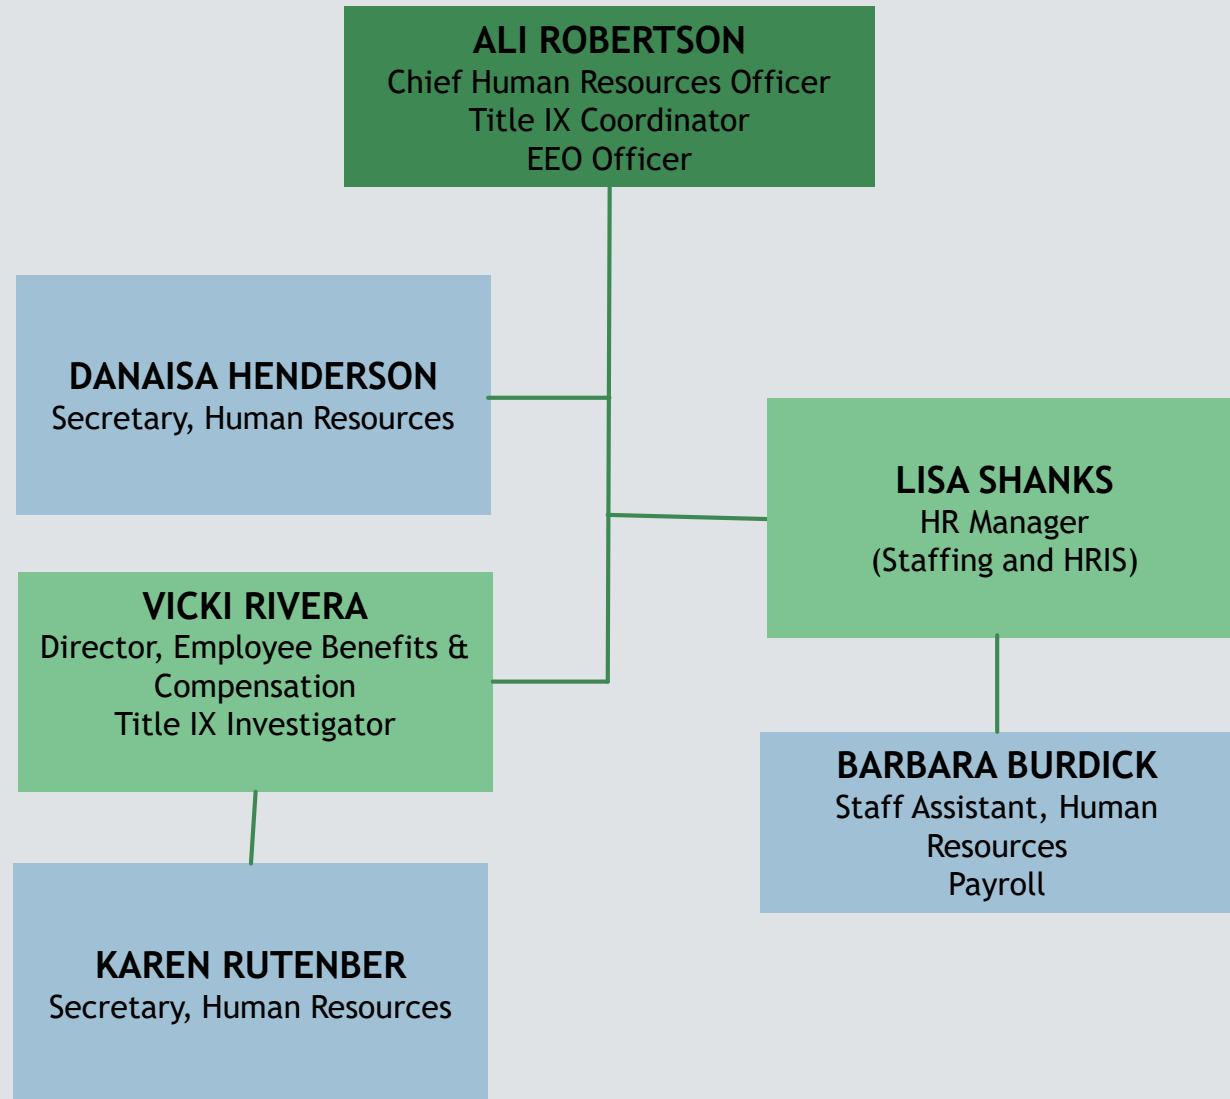 ALI ROBERTSON
Chief Human Resources Officer
Title IX Coordinator
EEO Officer
DANAISA HENDERSON
Secretary, Human Resources
LISA SHANKS
HR Manager
(Staffing and HRIS)
VICKI RIVERA
Director, Employee Benefits &
Compensation
Title IX Investigator
BARBARA BURDICK
Staff Assistant, Human
Resources
Payroll
KAREN RUTENBER
Secretary, Human Resources